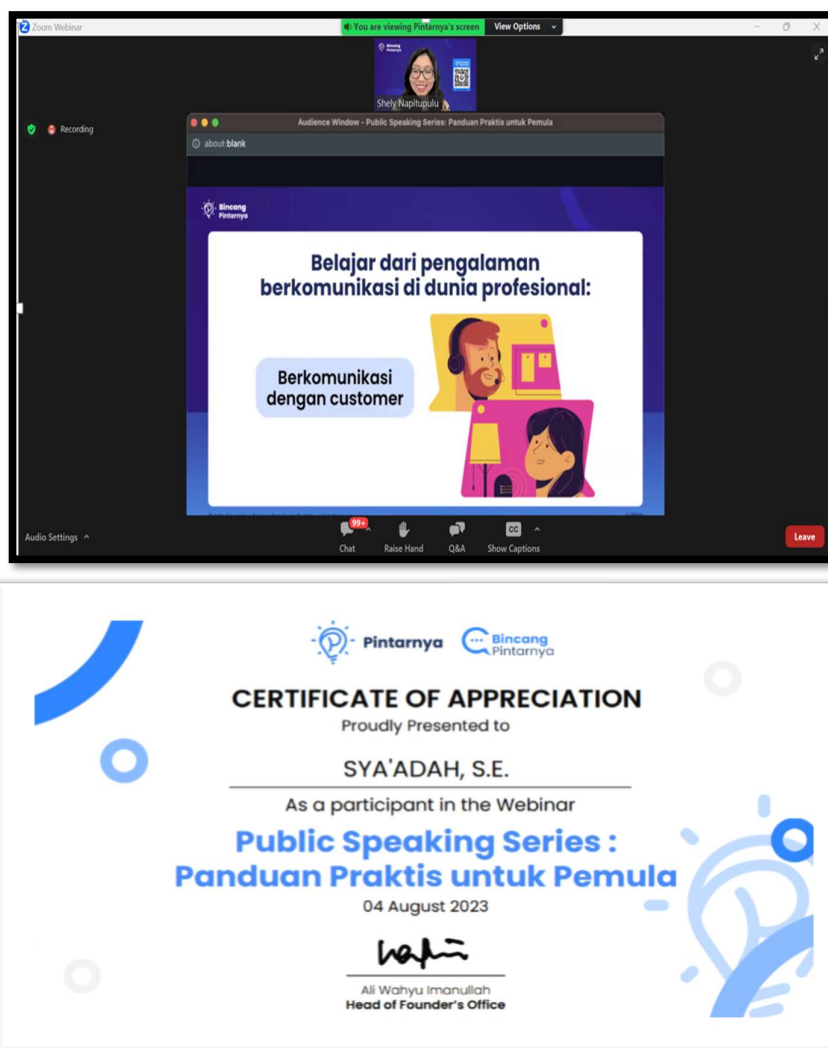 Zoom Webinar
You are viewing Pintarnya's screen
View Options
Bincang
Pintarnya
Shely Napitupulu
Recording
Audience Window - Public Speaking Series: Panduan Praktis untuk Pemula
about:blank
Bincang
Pintarnya
Belajar dari pengalaman
berkomunikasi di dunia profesional:
Berkomunikasi
dengan customer
Audio Settings
99+
Chat
Raise Hand
Q&A
CC
Show Captions
Leave
Pintarnya
Bincang
Pintarnya
CERTIFICATE OF APPRECIATION
Proudly Presented to
SYA'ADAH, S.E.
As a participant in the Webinar
Public Speaking Series :
Panduan Praktis untuk Pemula
04 August 2023
Ali Wahyu Imanullah
Head of Founder's Office